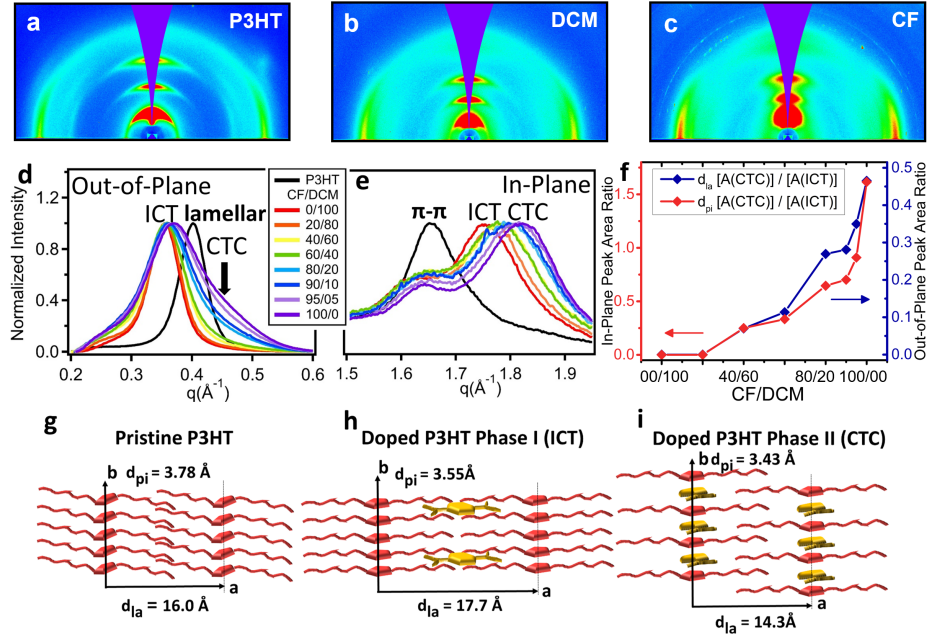 a P3HT
b DCM
c CF
d Out-of-Plane
ICT lamellar
CTC
Normalized Intensity
1.2
0.8
0.4
0.0
0.2 0.3 0.4 0.5 0.6
q(Å⁻¹)
P3HT
CF/DCM
0/100
20/80
40/60
60/40
80/20
90/10
95/05
100/0
e In-Plane
π-π ICT CTC
1.5 1.6 1.7 1.8 1.9
q(Å⁻¹)
f
d_la [A(CTC)] / [A(ICT)]
d_pi [A(CTC)] / [A(ICT)]
In-Plane Peak Area Ratio
1.5
1.0
0.5
0.0
Out-of-Plane Peak Area Ratio
0.5
0.4
0.3
0.2
0.1
0.0
00/100 40/60 80/20 100/00
CF/DCM
g
Pristine P3HT
b d_pi = 3.78 Å
a
d_la = 16.0 Å
h
Doped P3HT Phase I (ICT)
b d_pi = 3.55Å
a
d_la = 17.7 Å
i
Doped P3HT Phase II (CTC)
b d_pi = 3.43 Å
a
d_la = 14.3Å